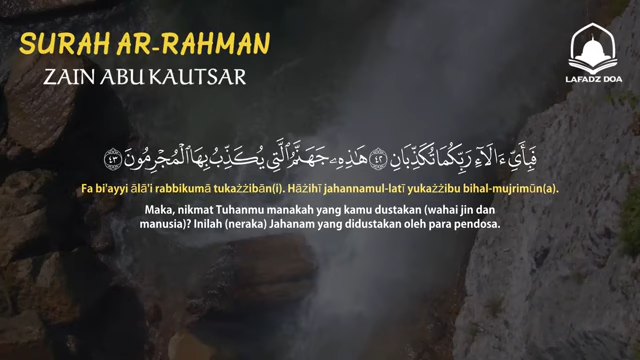 SURAH AR-RAHMAN
ZAIN ABU KAUTSAR
LAFADZ DOA
فَبِأَيِّ ءَالَآءِ رَبِّكُمَا تُكَذِّبَانِ ٤٢ هَٰذِهِۦ جَهَنَّمُ ٱلَّتِى يُكَذِّبُ بِهَا ٱلْمُجْرِمُونَ ٤٣
Fa bi'ayyi ālā'i rabbikumā tukażżibān(i). Hāżihī jahannamul-latī yukażżibu bihal-mujrimūn(a).
Maka, nikmat Tuhanmu manakah yang kamu dustakan (wahai jin dan
manusia)? Inilah (neraka) Jahanam yang didustakan oleh para pendosa.